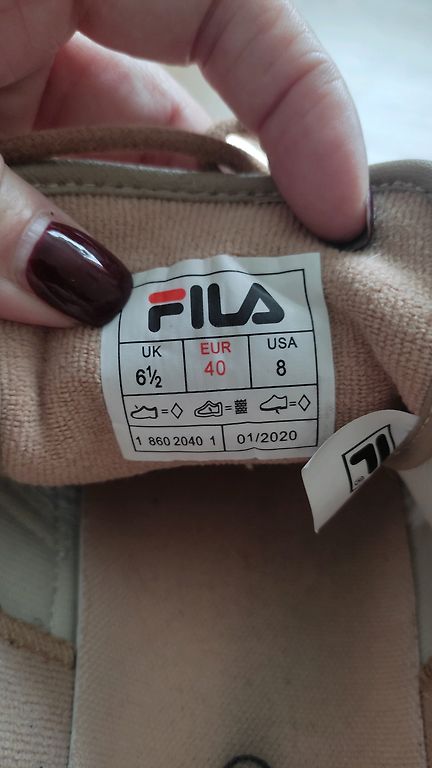 FILA
UK EUR USA
6½ 40 8
= = =
1 860 2040 1 01/2020